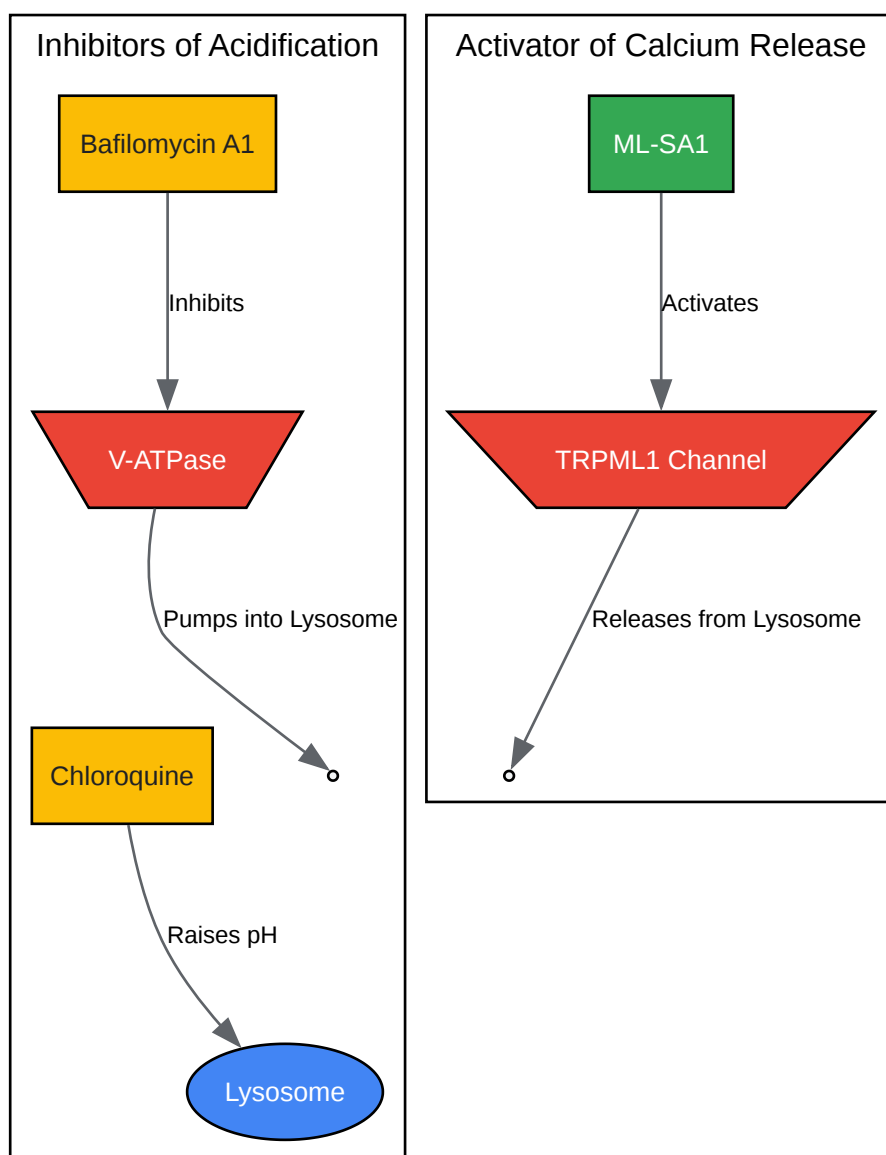 Inhibitors of Acidification
Bafilomycin A1
Inhibits
V-ATPase
Pumps into Lysosome
Chloroquine
Raises pH
Lysosome
Activator of Calcium Release
ML-SA1
Activates
TRPML1 Channel
Releases from Lysosome